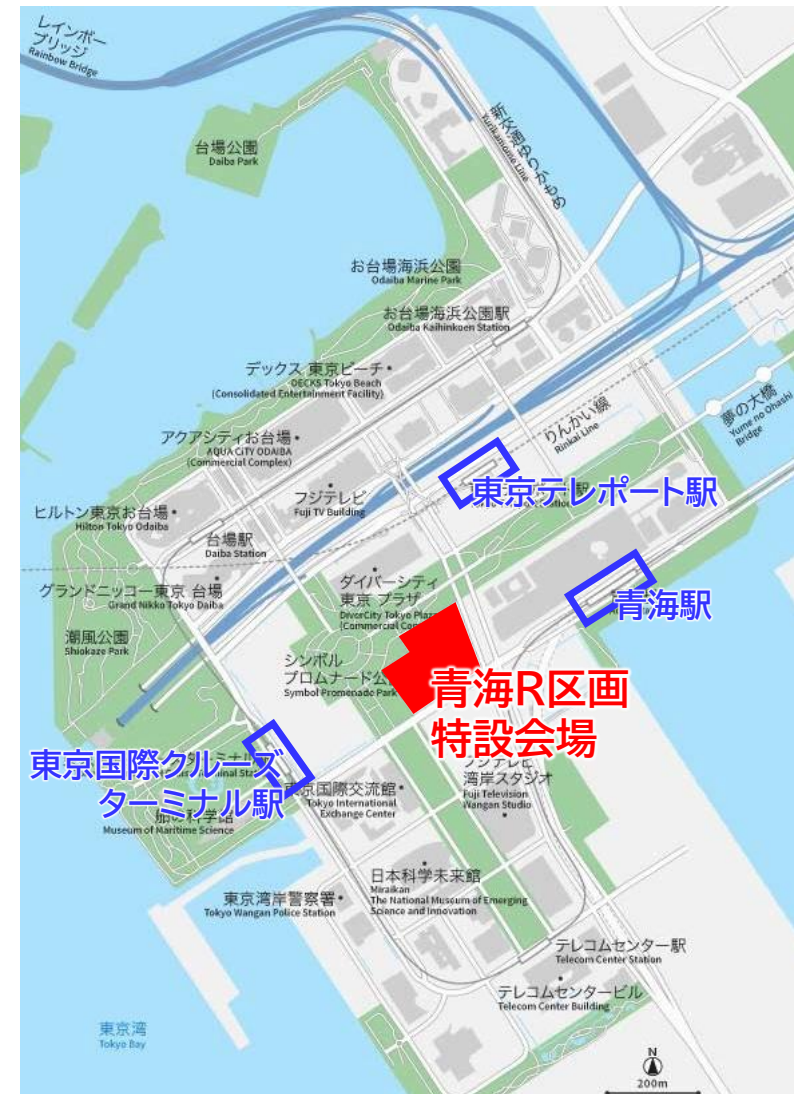 レインボー
ブリッジ
Rainbow Bridge
台場公園
Daiba Park
新交通ゆりかもめ
Yurikamome Line
お台場海浜公園
Odaiba Marine Park
お台場海浜公園駅
Odaiba Kaihinkoen Station
デックス 東京ビーチ
DECKS Tokyo Beach
(Consolidated Entertainment Facility)
夢の大橋
Yume no Ohashi
Bridge
りんかい線
Rinkai Line
アクアシティお台場
AQUA CiTY ODAIBA
(Commercial Complex)
東京テレポート駅
フジテレビ
Fuji TV Building
ヒルトン東京お台場
Hilton Tokyo Odaiba
台場駅
Daiba Station
グランドニッコー東京 台場
Grand Nikko Tokyo Daiba
ダイバーシティ
東京 プラザ
DiverCity Tokyo Plaza
(Commercial
青海駅
潮風公園
Shiokaze Park
シンボル
プロムナード
Symbol Promenade Park
青海R区画
特設会場
東京国際クルーズ
ターミナル駅
Museum of Maritime Science
東京国際交流館
Tokyo International
Exchange Center
湾岸スタジオ
Fuji Television
Wangan Studio
日本科学未来館
Miraikan
The National Museum of Emerging
Science and Innovation
東京湾岸警察署
Tokyo Wangan Police Station
テレコムセンター駅
Telecom Center Station
テレコムセンタービル
Telecom Center Building
東京湾
Tokyo Bay
N
200m